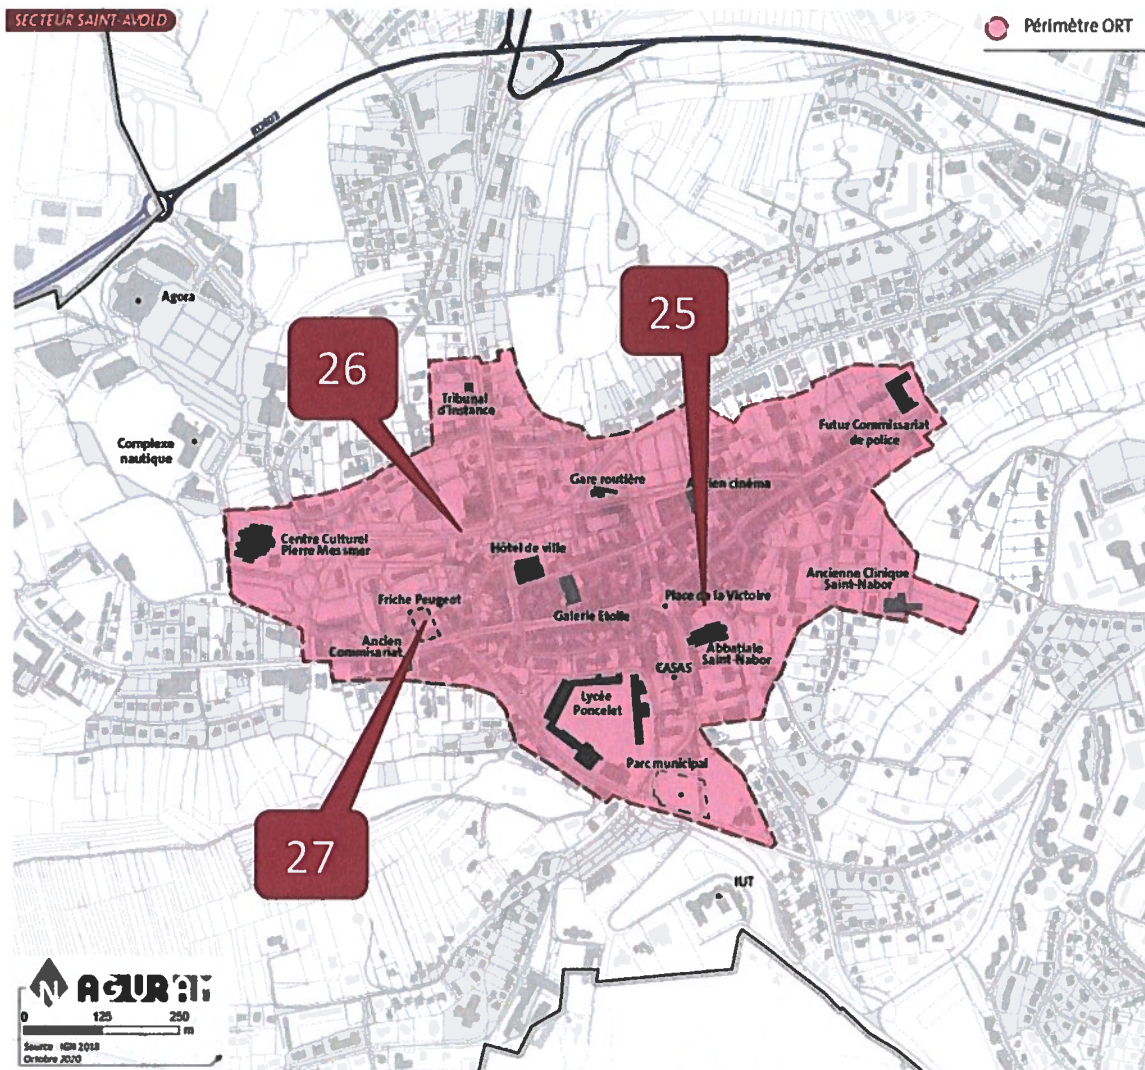 SECTEUR SAINT-AVOLD
Périmètre ORT
Agora
25
26
Tribunal
d'instance
Futur Commissariat
de police
Complexe
nautique
Gare routière
Ancien cinéma
Centre Culturel
Pierre Messmer
Hôtel de ville
Ancienne Clinique
Saint-Nabor
Friche Peugeot
Place de la Victoire
Galerie Etoile
Ancien
Commisariat
Abbatiale
Saint-Nabor
CASAS
Lycée
Poncelet
Parc municipal
27
IUT
N AGURAM
0 125 250
m
Source IGN 2018
Octobre 2020